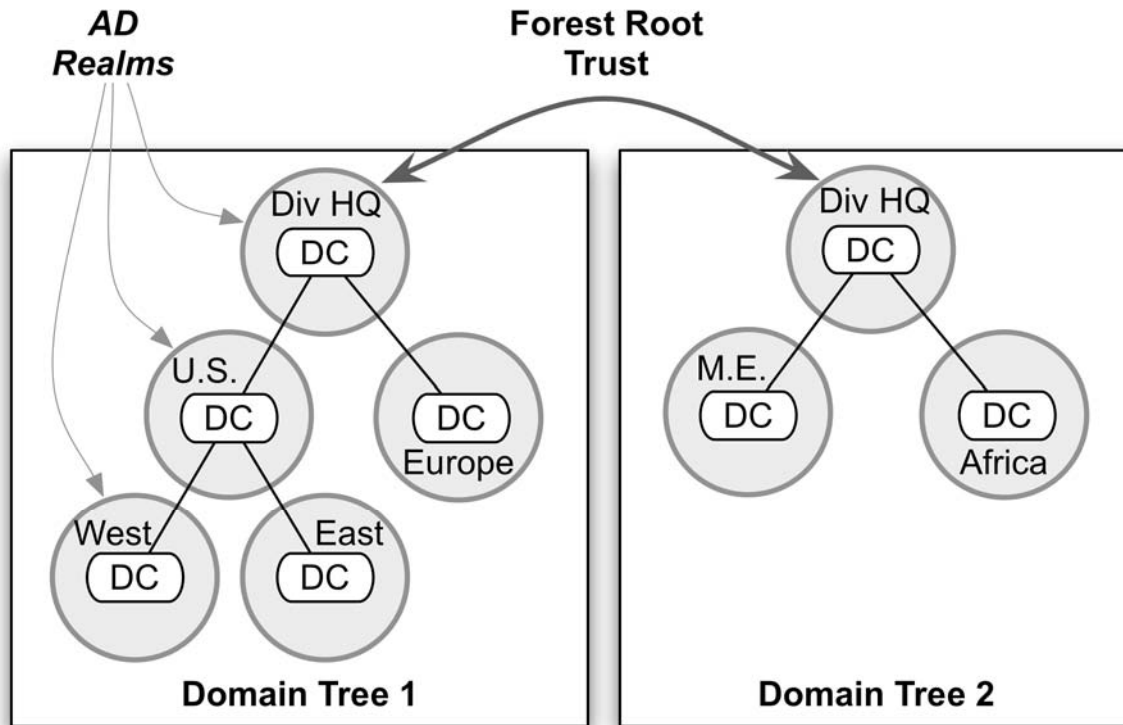 AD
Realms
Forest Root
Trust
Div HQ
DC
U.S.
DC
DC
Europe
West
DC
East
DC
Domain Tree 1
Div HQ
DC
M.E.
DC
DC
Africa
Domain Tree 2